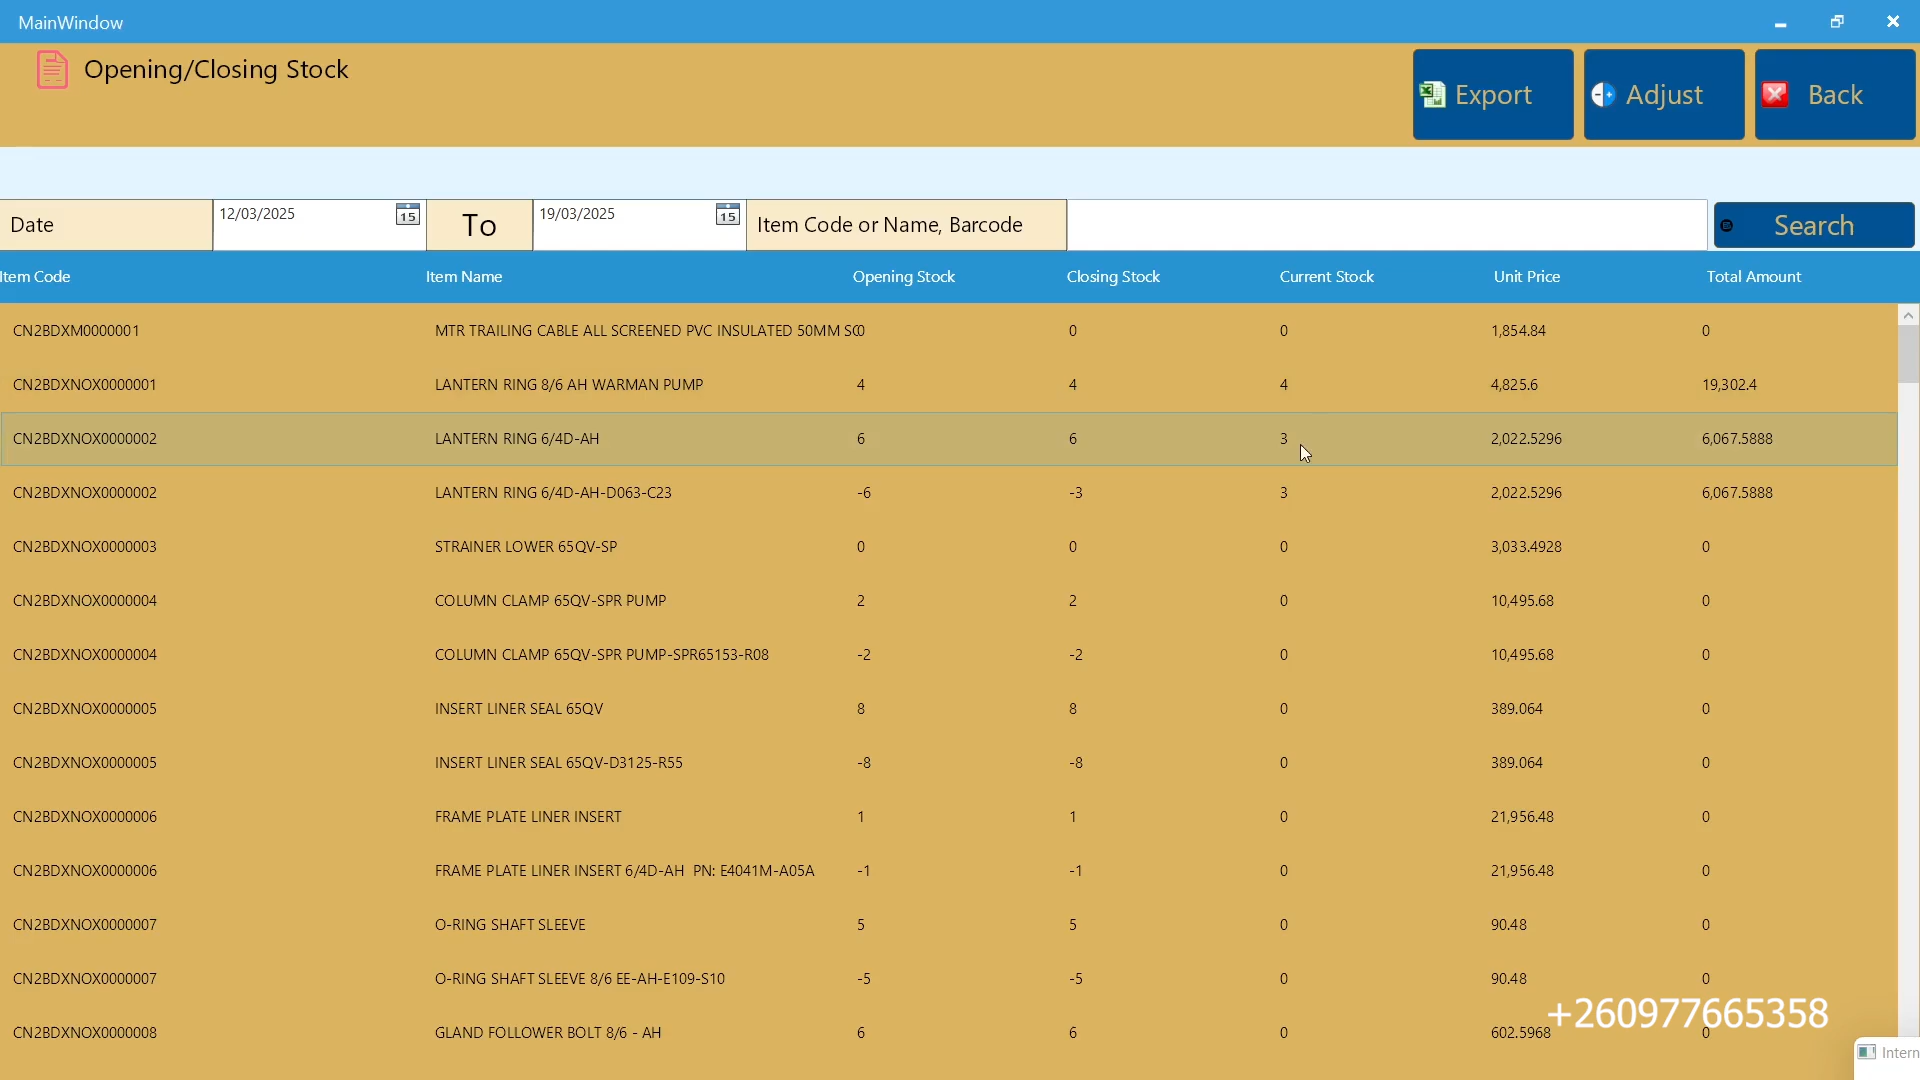 MainWindow
Opening/Closing Stock
Export
Adjust
Back
Date 12/03/2025 15 To 19/03/2025 15 Item Code or Name, Barcode Search
Item Code Item Name Opening Stock Closing Stock Current Stock Unit Price Total Amount
CN2BDXM0000001 MTR TRAILING CABLE ALL SCREENED PVC INSULATED 50MM SQ 0 0 0 1,854.84 0
CN2BDXNOX0000001 LANTERN RING 8/6 AH WARMAN PUMP 4 4 4 4,825.6 19,302.4
CN2BDXNOX0000002 LANTERN RING 6/4D-AH 6 6 3 2,022.5296 6,067.5888
CN2BDXNOX0000002 LANTERN RING 6/4D-AH-D063-C23 -6 -3 3 2,022.5296 6,067.5888
CN2BDXNOX0000003 STRAINER LOWER 65QV-SP 0 0 0 3,033.4928 0
CN2BDXNOX0000004 COLUMN CLAMP 65QV-SPR PUMP 2 2 0 10,495.68 0
CN2BDXNOX0000004 COLUMN CLAMP 65QV-SPR PUMP-SPR65153-R08 -2 -2 0 10,495.68 0
CN2BDXNOX0000005 INSERT LINER SEAL 65QV 8 8 0 389.064 0
CN2BDXNOX0000005 INSERT LINER SEAL 65QV-D3125-R55 -8 -8 0 389.064 0
CN2BDXNOX0000006 FRAME PLATE LINER INSERT 1 1 0 21,956.48 0
CN2BDXNOX0000006 FRAME PLATE LINER INSERT 6/4D-AH  PN: E4041M-A05A -1 -1 0 21,956.48 0
CN2BDXNOX0000007 O-RING SHAFT SLEEVE 5 5 0 90.48 0
CN2BDXNOX0000007 O-RING SHAFT SLEEVE 8/6 EE-AH-E109-S10 -5 -5 0 90.48 0
+260977665358
CN2BDXNOX0000008 GLAND FOLLOWER BOLT 8/6 - AH 6 6 0 602.5968 0
Intern